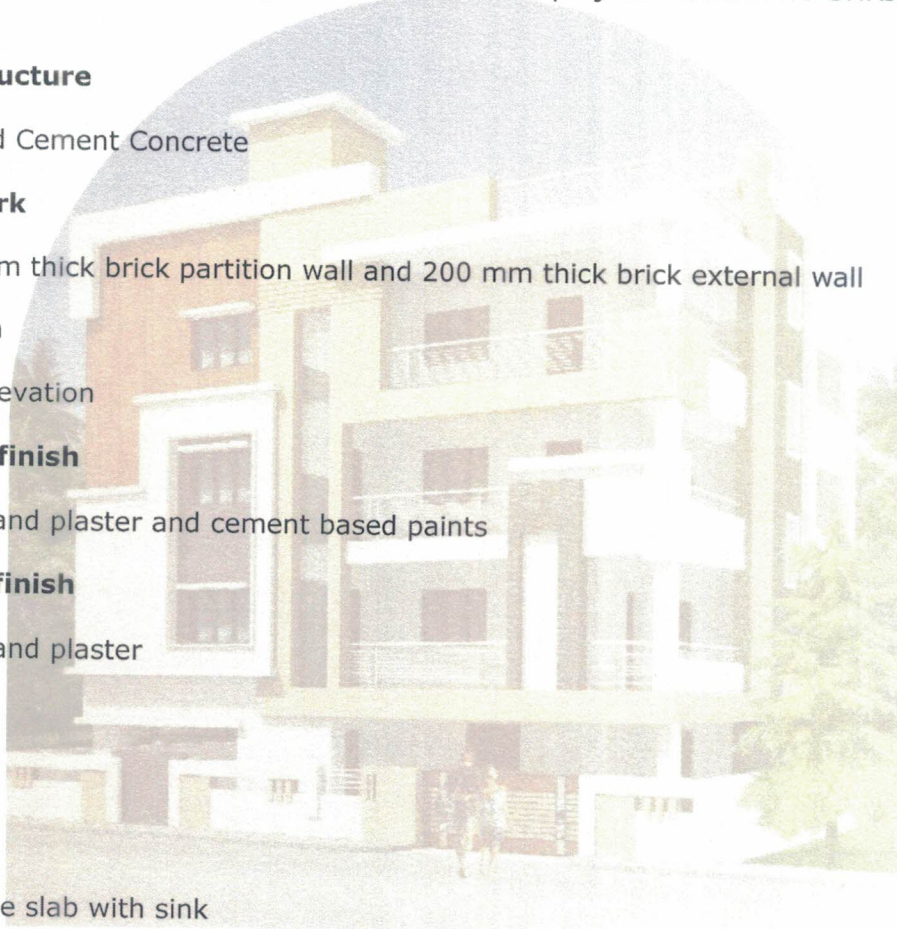 ucture
d Cement Concrete
rk
m thick brick partition wall and 200 mm thick brick external wall
evation
finish
and plaster and cement based paints
finish
and plaster
e slab with sink